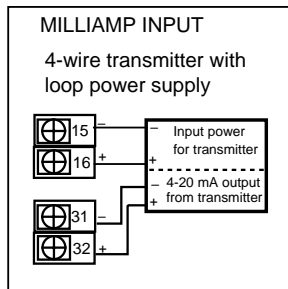 MILLIAMP INPUT
4-wire transmitter with
loop power supply
15 – – Input power
for transmitter
16 + +
– 4-20 mA output
31 – from transmitter
+
32 +